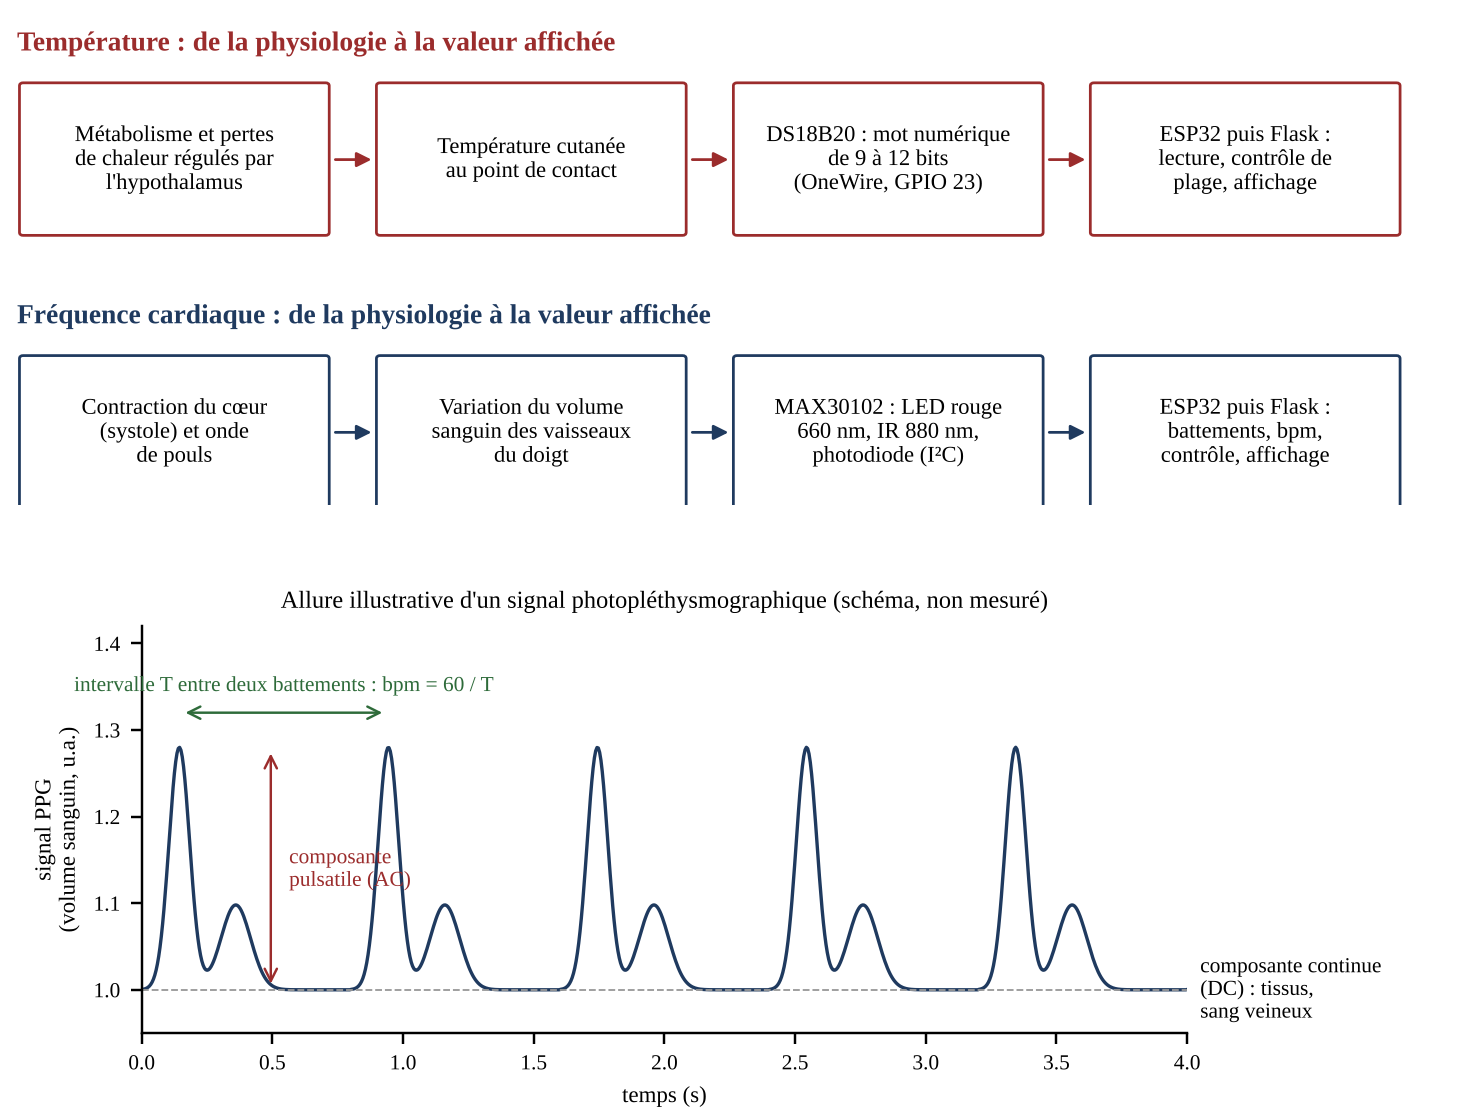 Température : de la physiologie à la valeur affichée
Métabolisme et pertes
de chaleur régulés par
l'hypothalamus
Température cutanée
au point de contact
DS18B20 : mot numérique
de 9 à 12 bits
(OneWire, GPIO 23)
ESP32 puis Flask :
lecture, contrôle de
plage, affichage
Fréquence cardiaque : de la physiologie à la valeur affichée
Contraction du cœur
(systole) et onde
de pouls
Variation du volume
sanguin des vaisseaux
du doigt
MAX30102 : LED rouge
660 nm, IR 880 nm,
photodiode (I²C)
ESP32 puis Flask :
battements, bpm,
contrôle, affichage
Allure illustrative d'un signal photopléthysmographique (schéma, non mesuré)
1.4
intervalle T entre deux battements : bpm = 60 / T
1.3
1.2
1.1
1.0
signal PPG
(volume sanguin, u.a.)
composante
pulsatile (AC)
composante continue
(DC) : tissus,
sang veineux
0.0 0.5 1.0 1.5 2.0 2.5 3.0 3.5 4.0
temps (s)